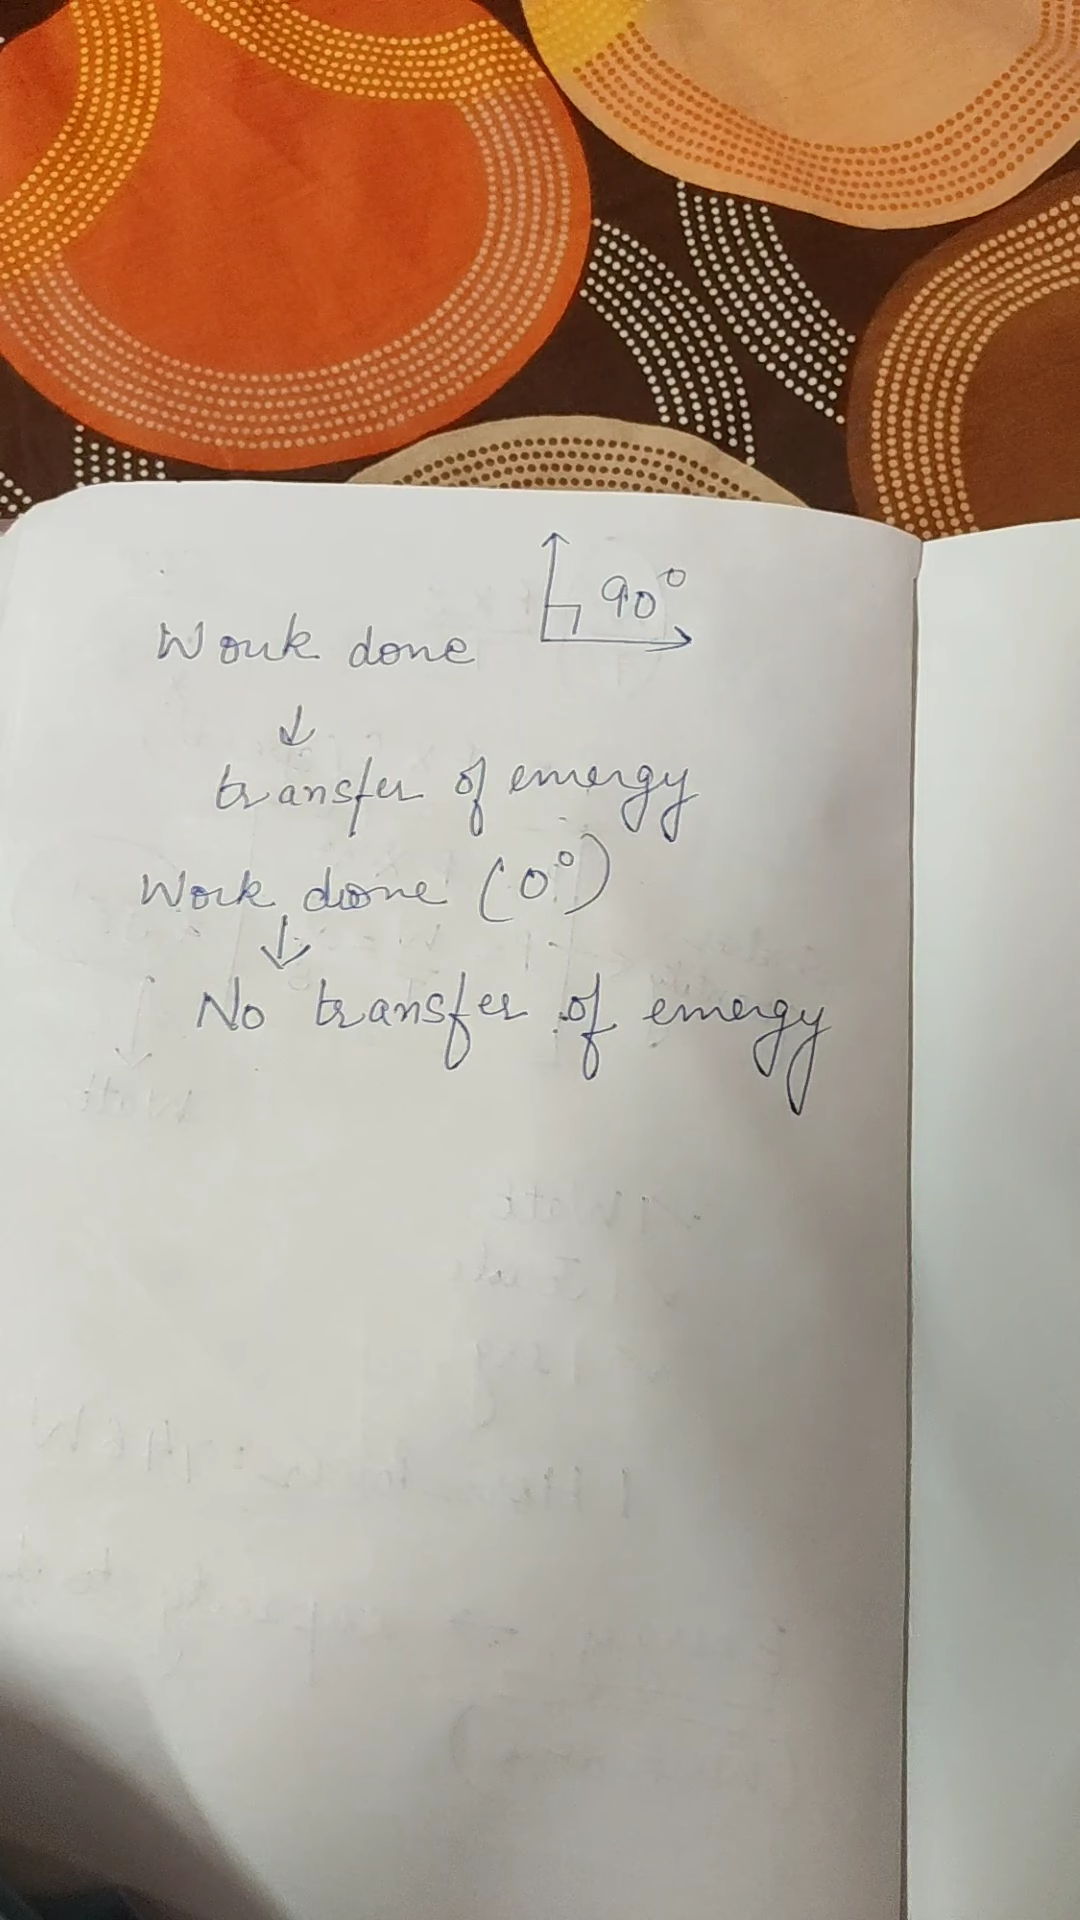 90°
Work done
↓
transfer of energy
Work done (0°)
↓
No transfer of energy